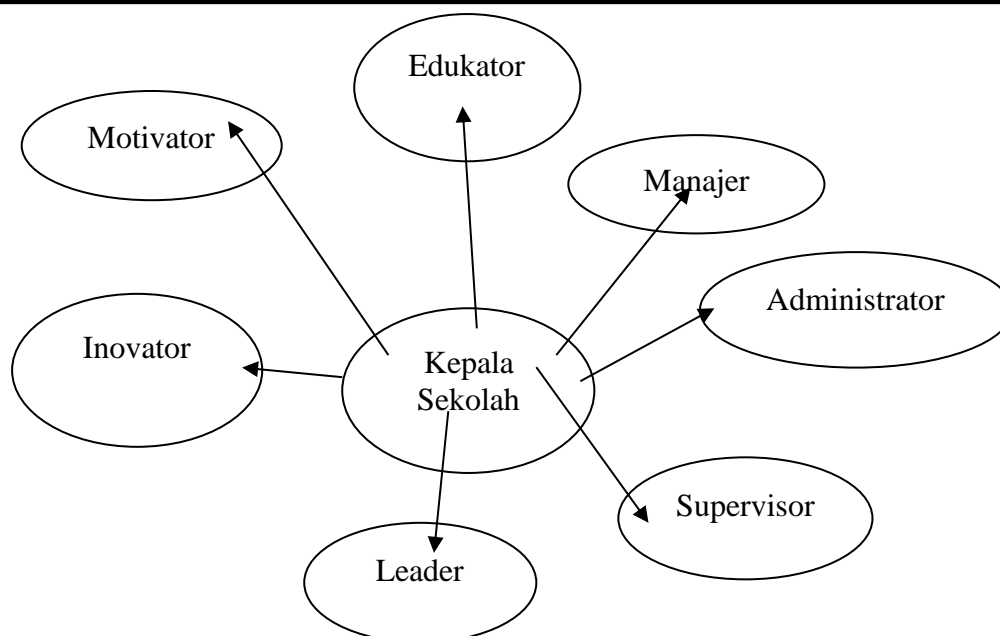 Edukator
Motivator
Manajer
Administrator
Inovator
Kepala
Sekolah
Supervisor
Leader